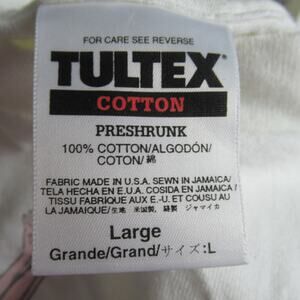 FOR CARE SEE REVERSE
TULTEX®
COTTON
PRESHRUNK
100% COTTON/ALGODÓN/
COTON/綿
FABRIC MADE IN U.S.A. SEWN IN JAMAICA/
TELA HECHA EN E.U.A. COSIDA EN JAMAICA/
TISSU FABRIQUE AUX E.-U. ET COUSU AU
LA JAMAIQUE/生地 米国製, 縫製 ジャマイカ
Large
Grande/Grand/サイズ:L